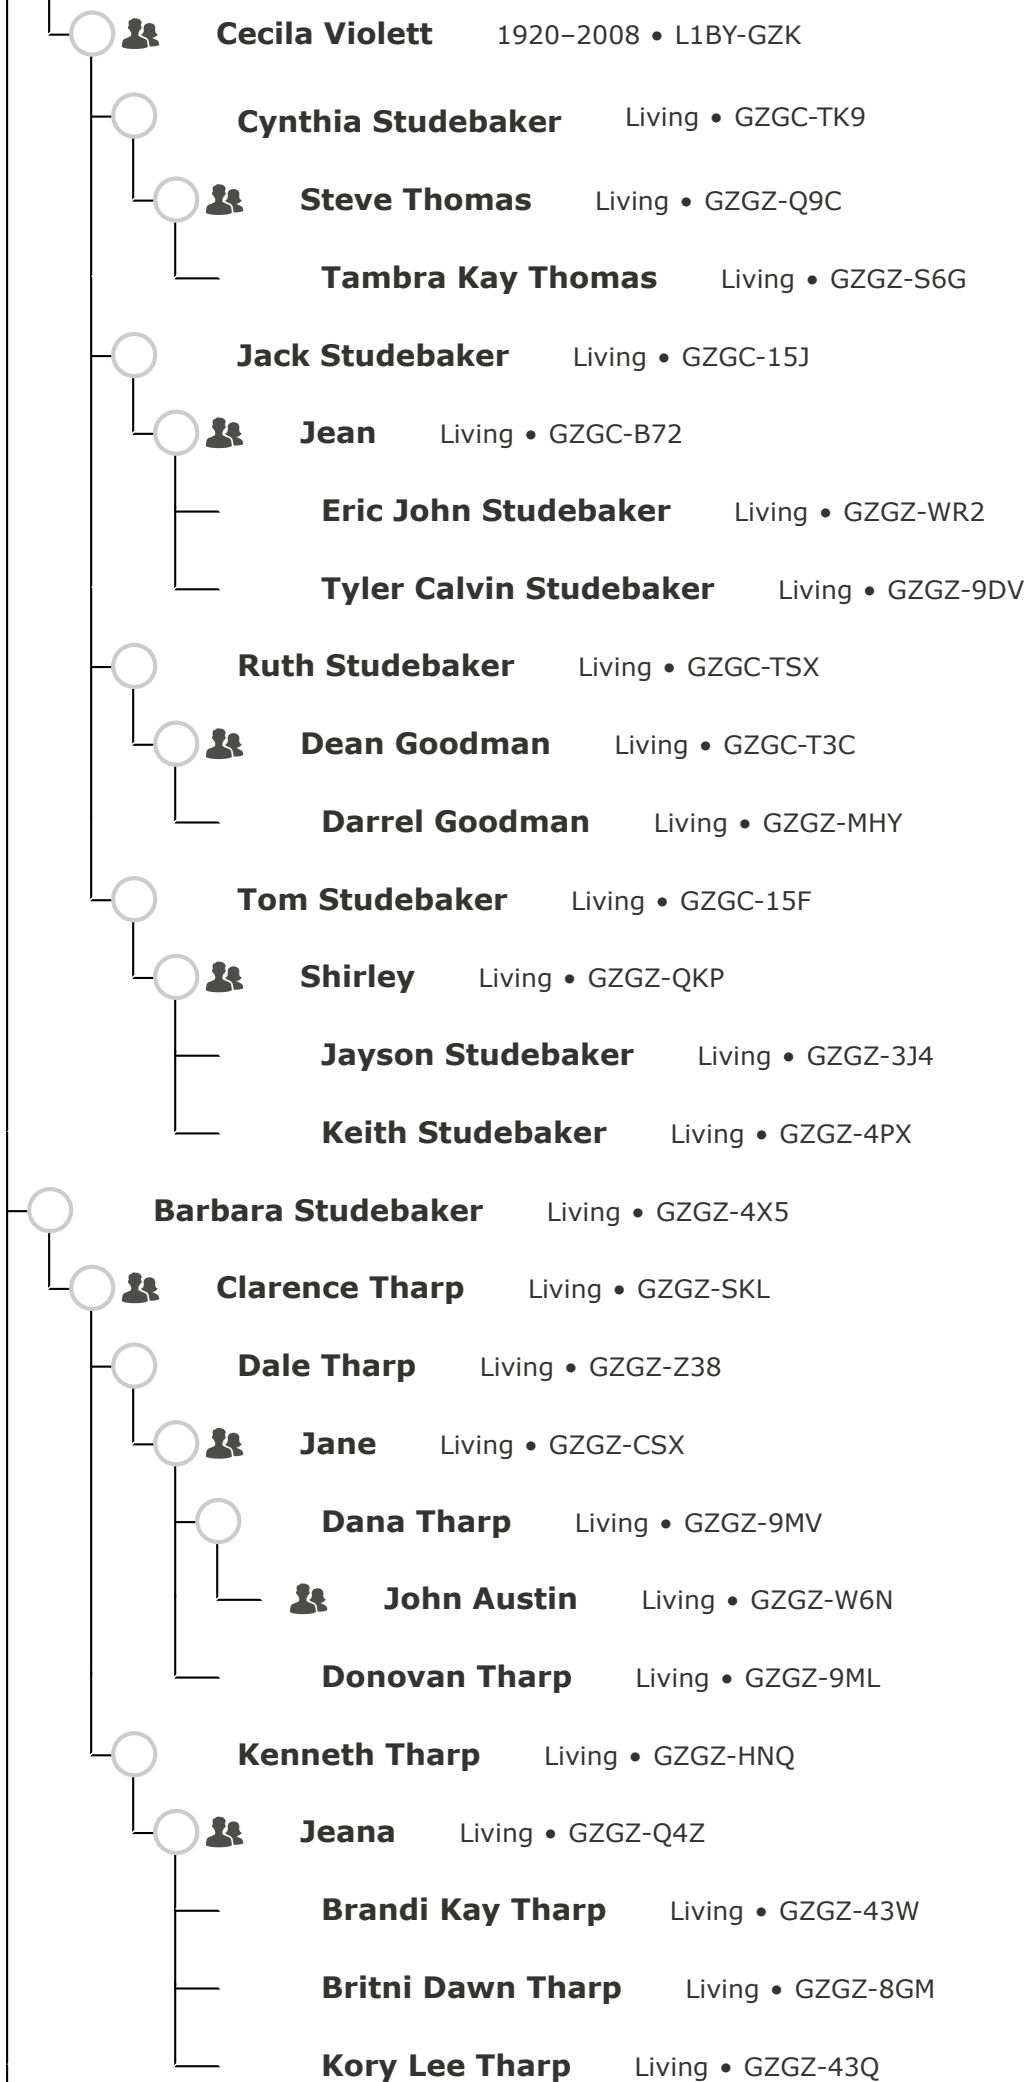 Cecila Violett 1920–2008 • L1BY-GZK
Cynthia Studebaker Living • GZGC-TK9
Steve Thomas Living • GZGZ-Q9C
Tambra Kay Thomas Living • GZGZ-S6G
Jack Studebaker Living • GZGC-15J
Jean Living • GZGC-B72
Eric John Studebaker Living • GZGZ-WR2
Tyler Calvin Studebaker Living • GZGZ-9DV
Ruth Studebaker Living • GZGC-TSX
Dean Goodman Living • GZGC-T3C
Darrel Goodman Living • GZGZ-MHY
Tom Studebaker Living • GZGC-15F
Shirley Living • GZGZ-QKP
Jayson Studebaker Living • GZGZ-3J4
Keith Studebaker Living • GZGZ-4PX
Barbara Studebaker Living • GZGZ-4X5
Clarence Tharp Living • GZGZ-SKL
Dale Tharp Living • GZGZ-Z38
Jane Living • GZGZ-CSX
Dana Tharp Living • GZGZ-9MV
John Austin Living • GZGZ-W6N
Donovan Tharp Living • GZGZ-9ML
Kenneth Tharp Living • GZGZ-HNQ
Jeana Living • GZGZ-Q4Z
Brandi Kay Tharp Living • GZGZ-43W
Britni Dawn Tharp Living • GZGZ-8GM
Kory Lee Tharp Living • GZGZ-43Q